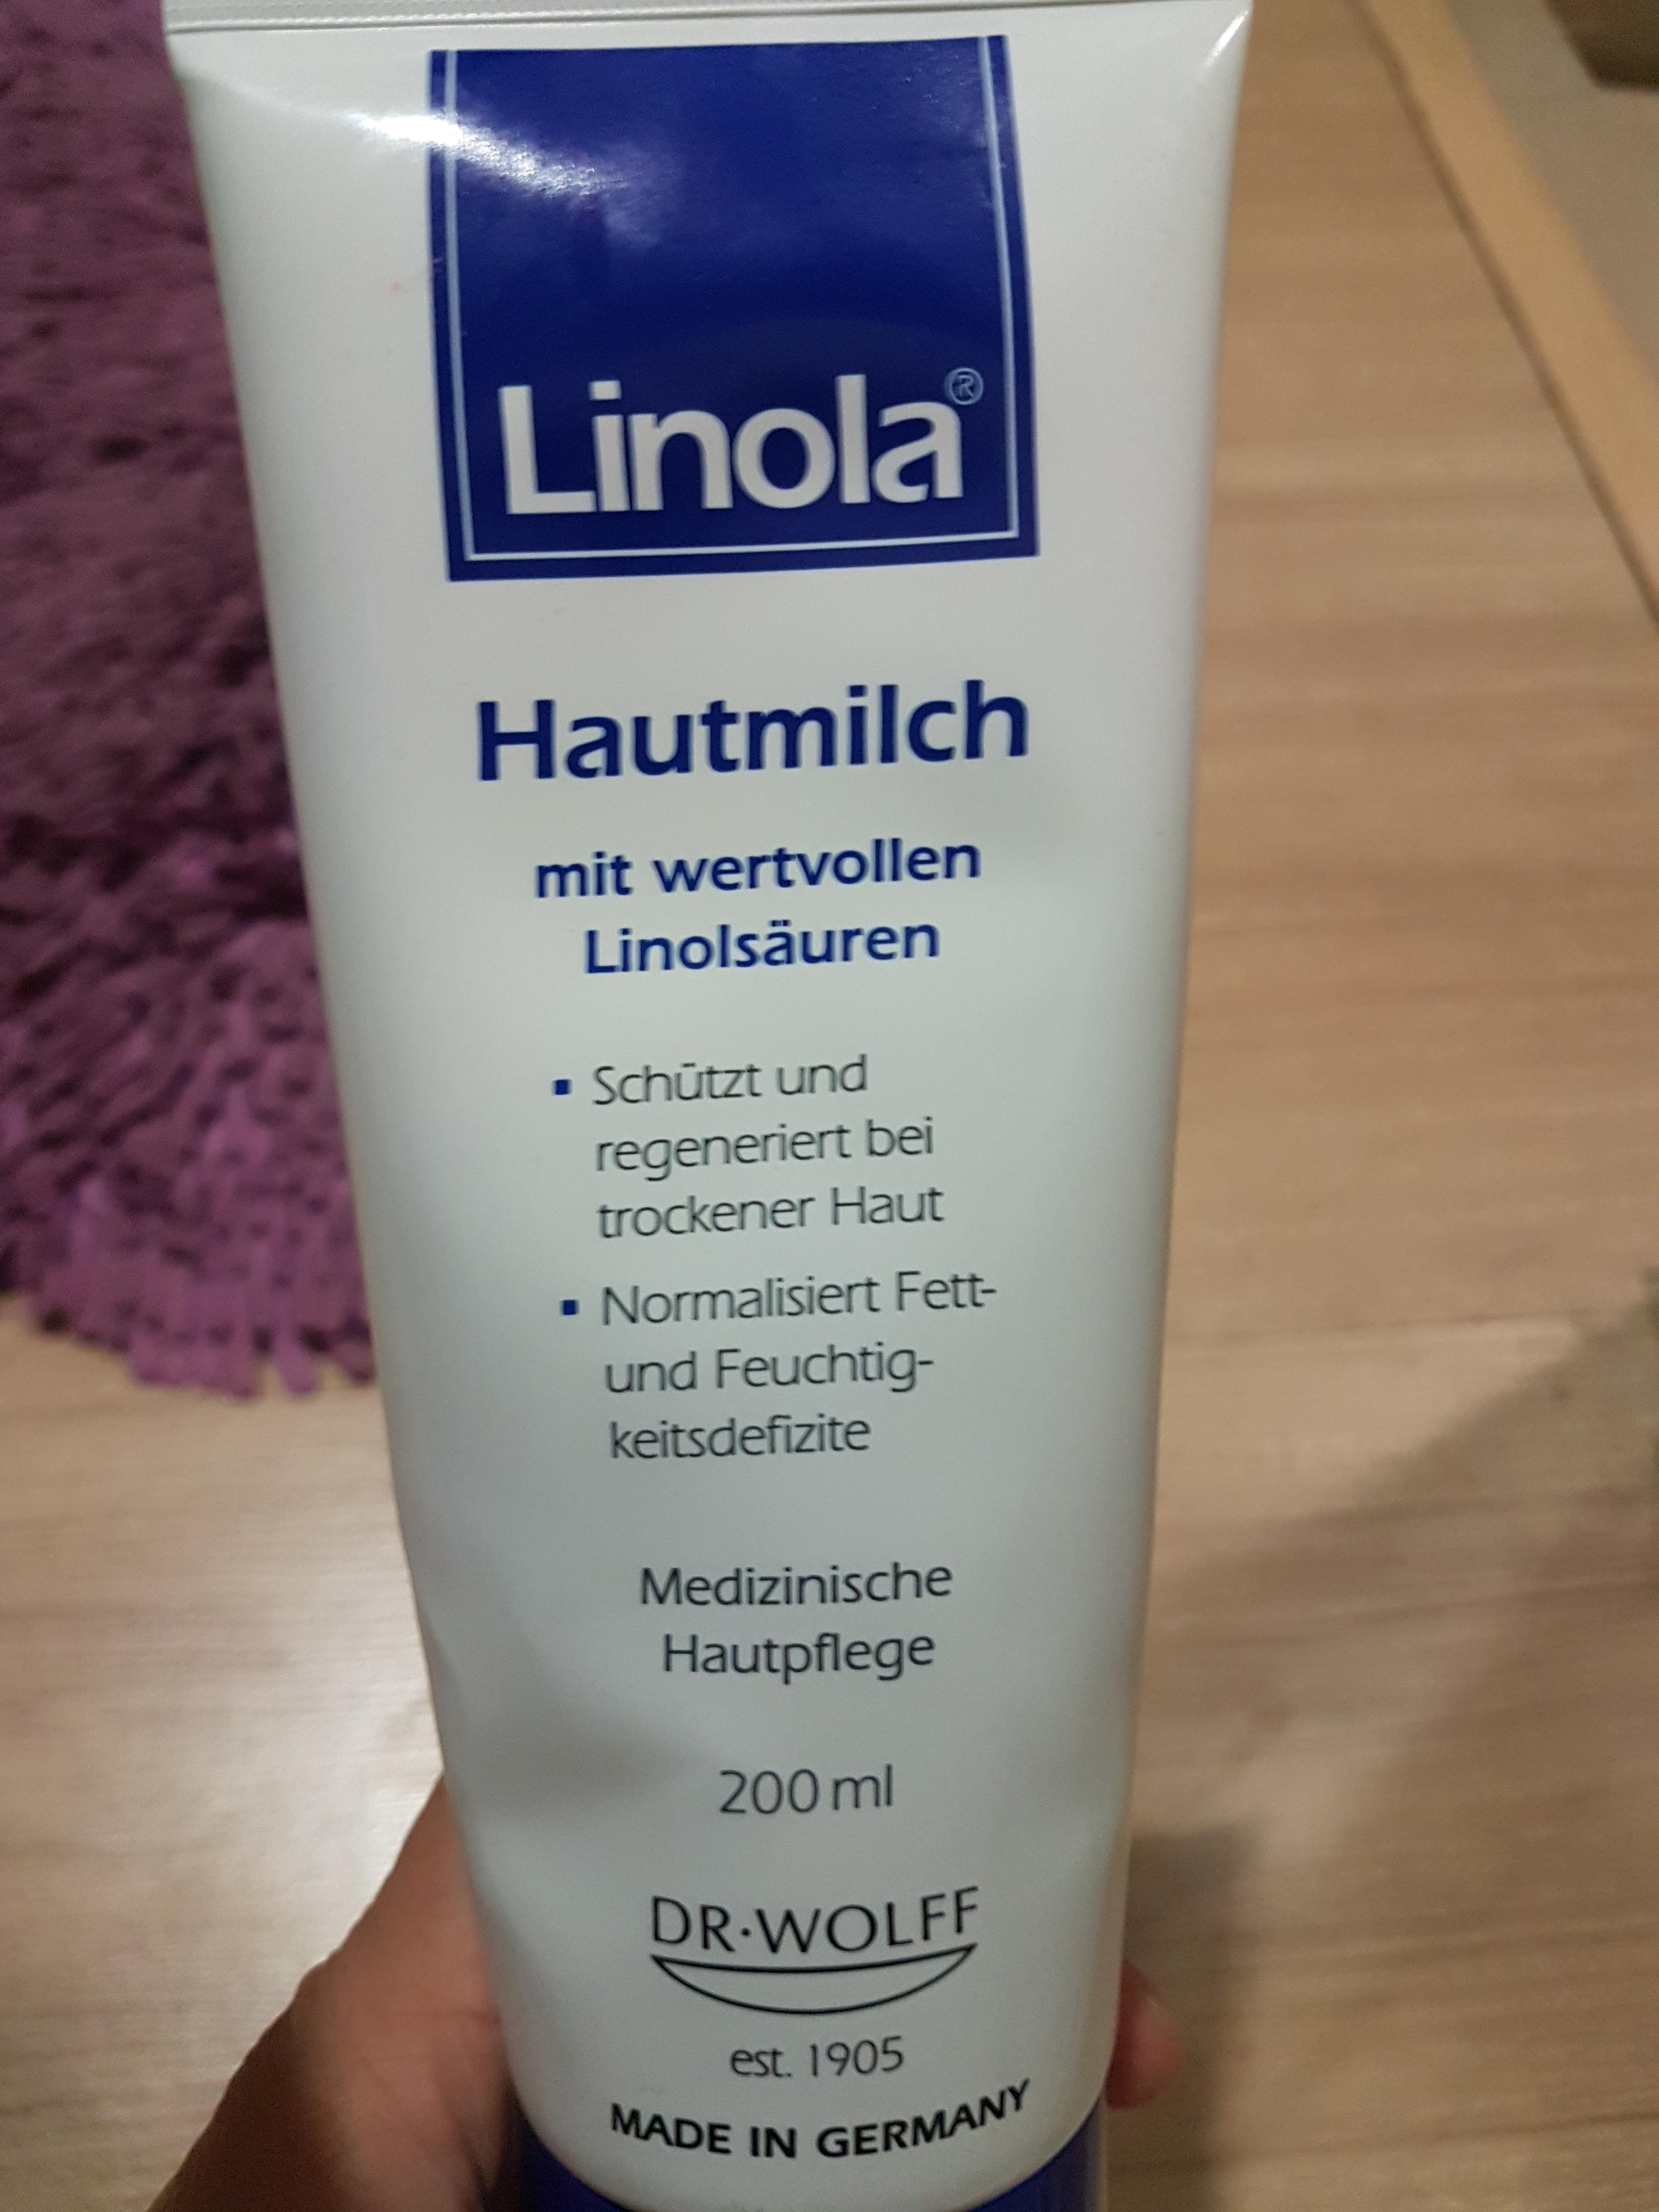 Linola®
Hautmilch
mit wertvollen
Linolsäuren
▪ Schützt und
regeneriert bei
trockener Haut
▪ Normalisiert Fett-
und Feuchtig-
keitsdefizite
Medizinische
Hautpflege
200 ml
DR·WOLFF
est. 1905
MADE IN GERMANY